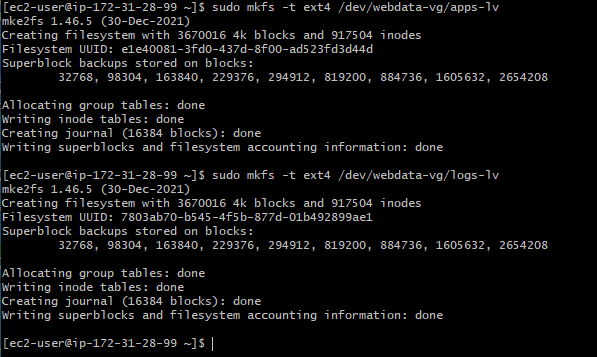 [ec2-user@ip-172-31-28-99 ~]$ sudo mkfs -t ext4 /dev/webdata-vg/apps-lv
mke2fs 1.46.5 (30-Dec-2021)
Creating filesystem with 3670016 4k blocks and 917504 inodes
Filesystem UUID: e1e40081-3fd0-437d-8f00-ad523fd3d44d
Superblock backups stored on blocks:
        32768, 98304, 163840, 229376, 294912, 819200, 884736, 1605632, 2654208
Allocating group tables: done
Writing inode tables: done
Creating journal (16384 blocks): done
Writing superblocks and filesystem accounting information: done
[ec2-user@ip-172-31-28-99 ~]$ sudo mkfs -t ext4 /dev/webdata-vg/logs-lv
mke2fs 1.46.5 (30-Dec-2021)
Creating filesystem with 3670016 4k blocks and 917504 inodes
Filesystem UUID: 7803ab70-b545-4f5b-877d-01b492899ae1
Superblock backups stored on blocks:
        32768, 98304, 163840, 229376, 294912, 819200, 884736, 1605632, 2654208
Allocating group tables: done
Writing inode tables: done
Creating journal (16384 blocks): done
Writing superblocks and filesystem accounting information: done
[ec2-user@ip-172-31-28-99 ~]$